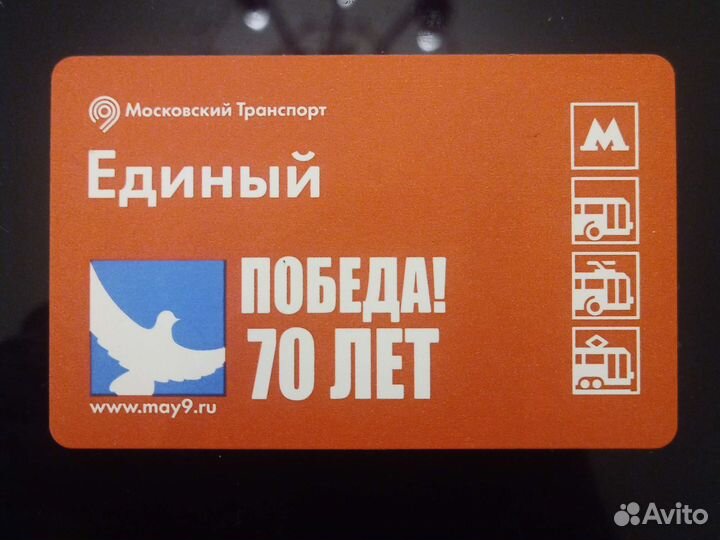 Московский Транспорт
Единый
М
ПОБЕДА!
70 ЛЕТ
www.may9.ru
Avito